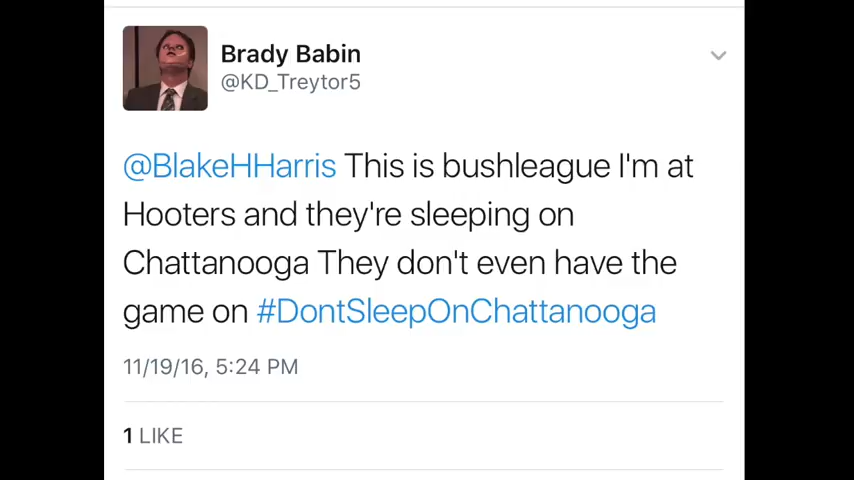 Brady Babin
@KD_Treytor5
@BlakeHHarris This is bushleague I'm at
Hooters and they're sleeping on
Chattanooga They don't even have the
game on #DontSleepOnChattanooga
11/19/16, 5:24 PM
1 LIKE